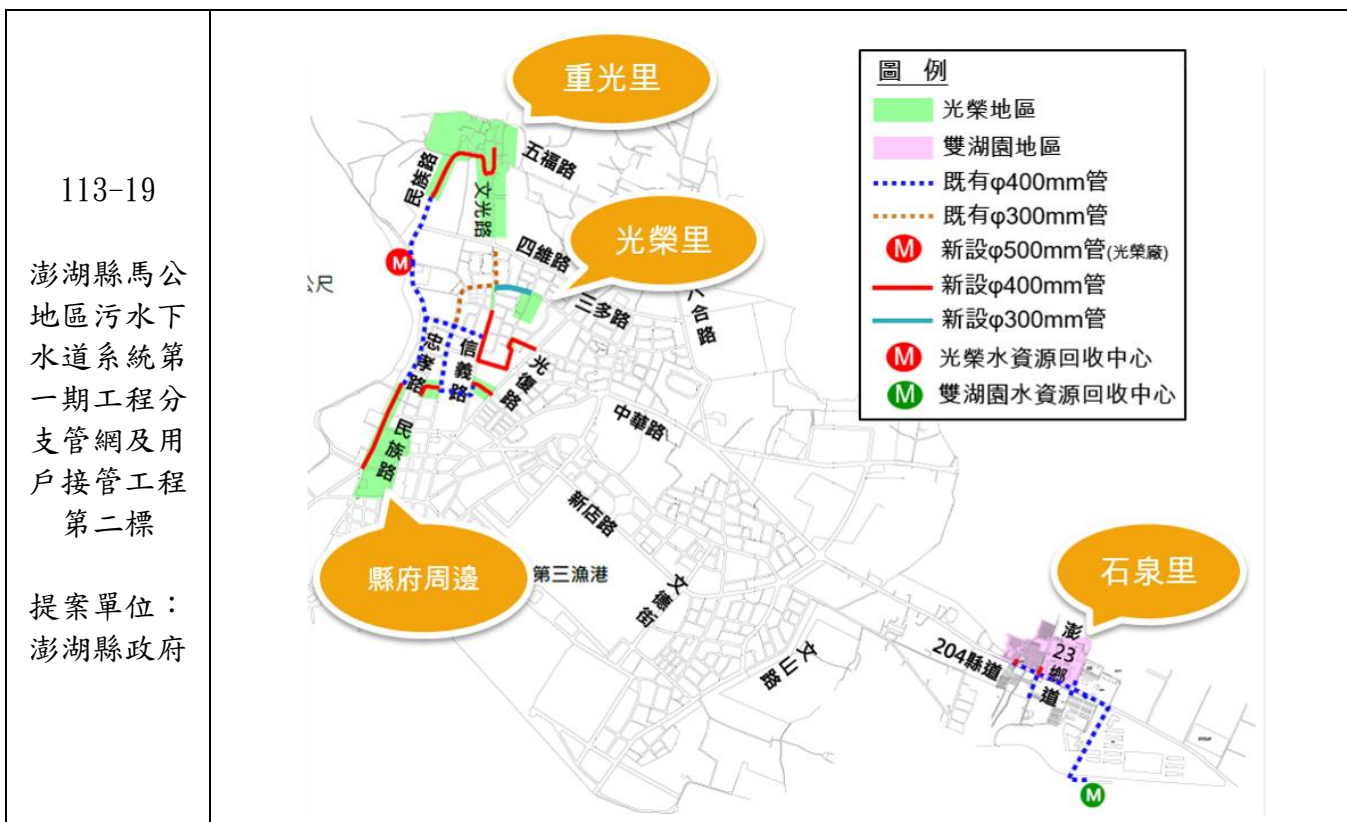 113-19
澎湖縣馬公
地區污水下
水道系統第
一期工程分
支管網及用
戶接管工程
第二標
提案單位：
澎湖縣政府
重光里
五福路
民族路
文光路
光榮里
四維路
三多路
六合路
公尺
M
忠孝路
信義路
光復路
民族路
中華路
新店路
縣府周邊
第三漁港
文德街
文山路
石泉里
204縣道
澎23鄉道
M
圖 例
光榮地區
雙湖園地區
既有φ400mm管
既有φ300mm管
M 新設φ500mm管(光榮廠)
新設φ400mm管
新設φ300mm管
M 光榮水資源回收中心
M 雙湖園水資源回收中心